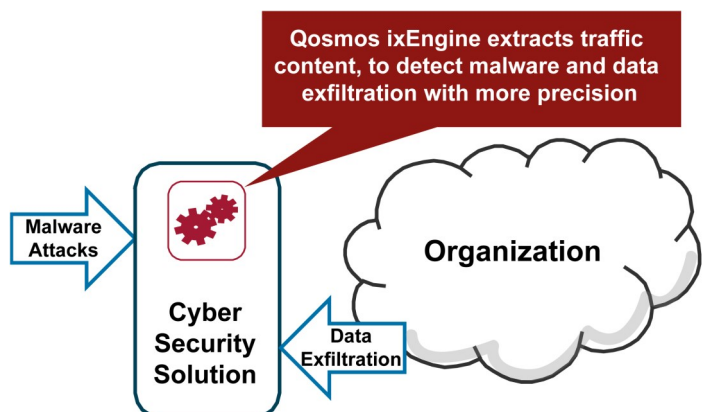 Qosmos ixEngine extracts traffic
content, to detect malware and data
exfiltration with more precision
Malware
Attacks
Organization
Cyber
Security
Solution
Data
Exfiltration